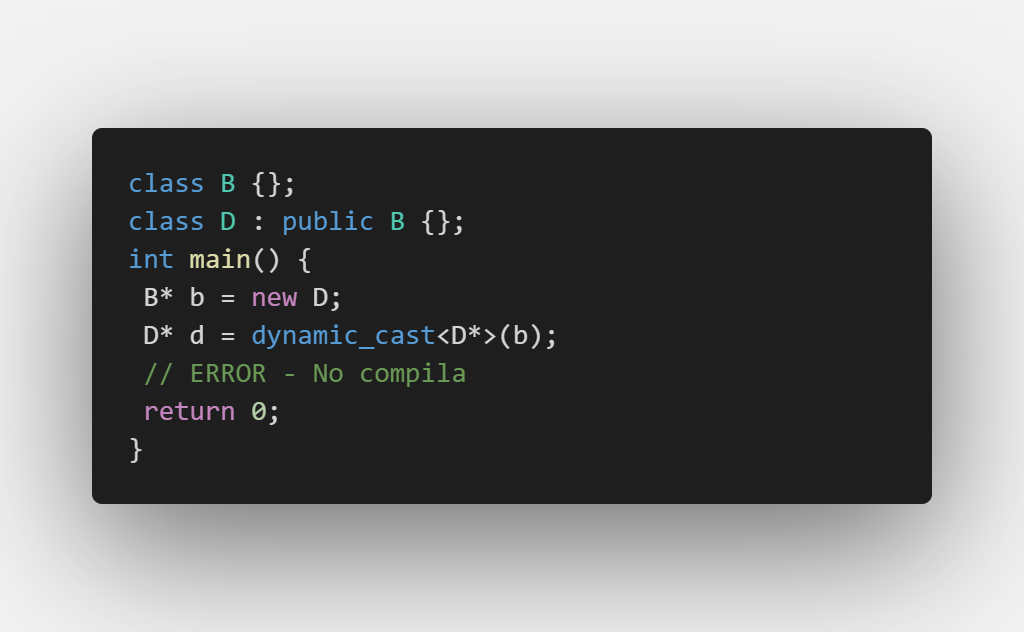 class B {};
class D : public B {};
int main() {
 B* b = new D;
 D* d = dynamic_cast<D*>(b);
 // ERROR - No compila
 return 0;
}